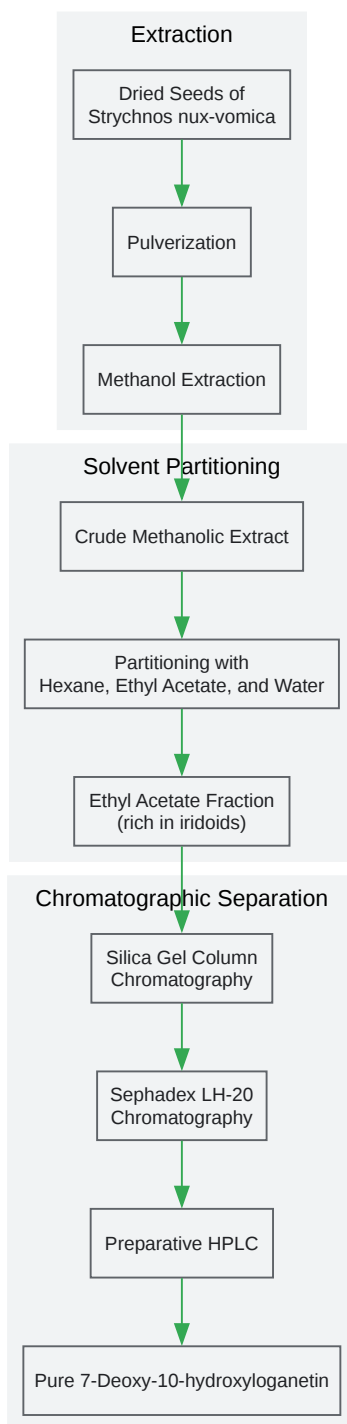 Extraction
Dried Seeds of
Strychnos nux-vomica
Pulverization
Methanol Extraction
Solvent Partitioning
Crude Methanolic Extract
Partitioning with
Hexane, Ethyl Acetate, and Water
Ethyl Acetate Fraction
(rich in iridoids)
Chromatographic Separation
Silica Gel Column
Chromatography
Sephadex LH-20
Chromatography
Preparative HPLC
Pure 7-Deoxy-10-hydroxyloganetin